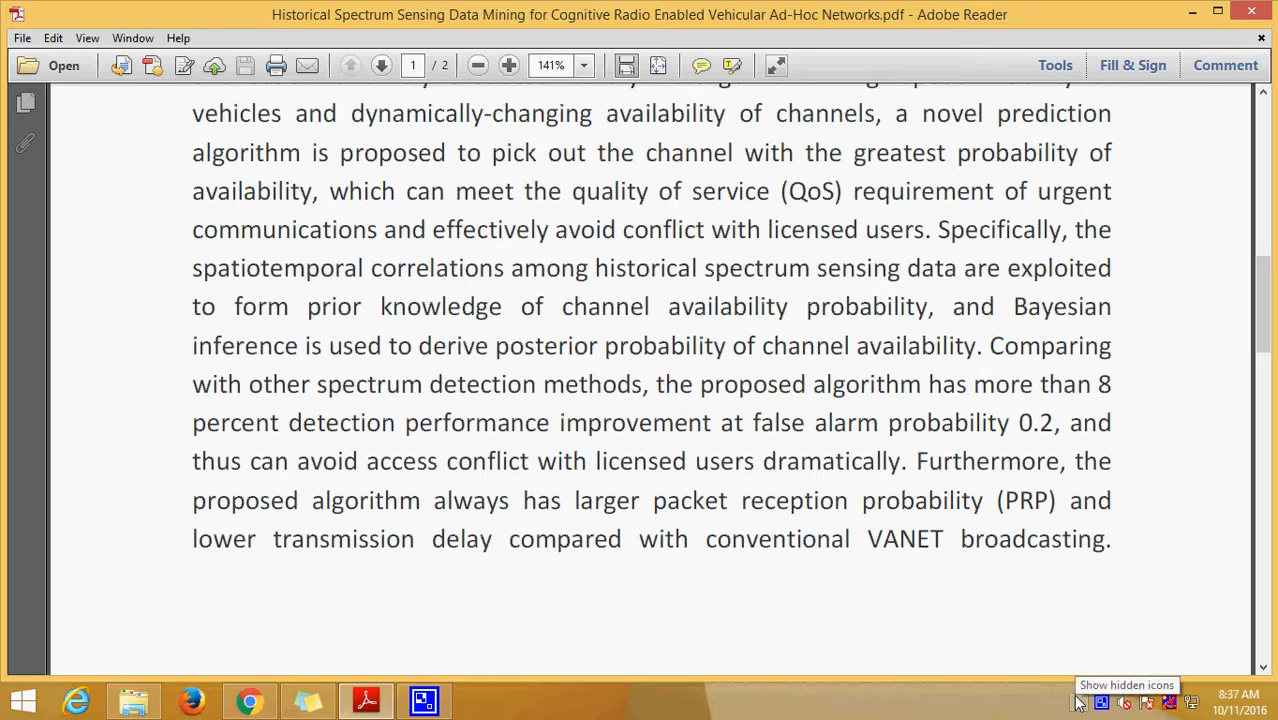 Historical Spectrum Sensing Data Mining for Cognitive Radio Enabled Vehicular Ad-Hoc Networks.pdf - Adobe Reader
File Edit View Window Help
Open 1 / 2 141% Tools Fill & Sign Comment
vehicles and dynamically-changing availability of channels, a novel prediction
algorithm is proposed to pick out the channel with the greatest probability of
availability, which can meet the quality of service (QoS) requirement of urgent
communications and effectively avoid conflict with licensed users. Specifically, the
spatiotemporal correlations among historical spectrum sensing data are exploited
to form prior knowledge of channel availability probability, and Bayesian
inference is used to derive posterior probability of channel availability. Comparing
with other spectrum detection methods, the proposed algorithm has more than 8
percent detection performance improvement at false alarm probability 0.2, and
thus can avoid access conflict with licensed users dramatically. Furthermore, the
proposed algorithm always has larger packet reception probability (PRP) and
lower transmission delay compared with conventional VANET broadcasting.
Show hidden icons
8:37 AM
10/11/2016